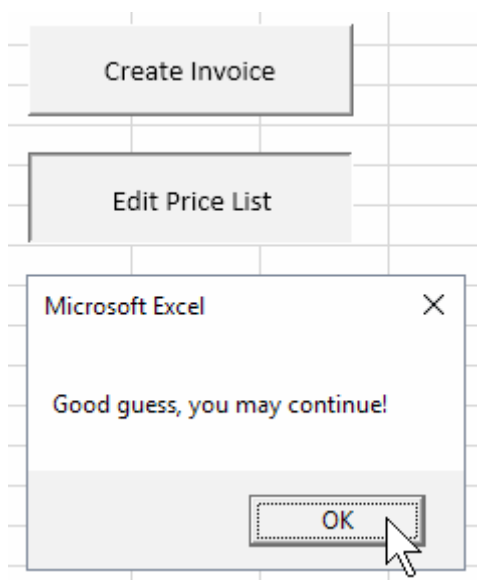 Create Invoice
Edit Price List
Microsoft Excel
Good guess, you may continue!
OK